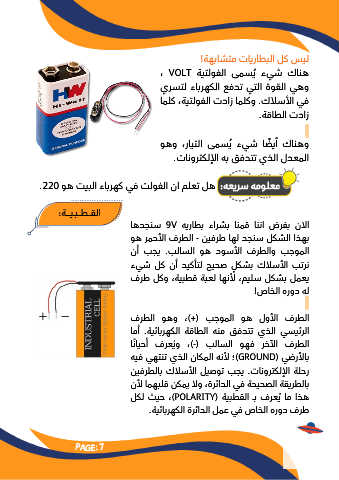 ليس كل البطاريات متشابهة!
هناك شيء يُسمى الفولتية VOLT ،
وهي القوة التي تدفع الكهرباء لتسري
في الأسلاك. وكلما زادت الفولتية، كلما
زادت الطاقة.
وهناك أيضًا شيء يُسمى التيار، وهو
المعدل الذي تتدفق به الإلكترونات.
HW
Hi-WATT
معلومه سريعه: هل تعلم ان الفولت في كهرباء البيت هو 220.
القـطـبـيـة:
الان بفرض اننا قمنا بشراء بطاريه 9V سنجدها
بهذا الشكل سنجد لها طرفين - الطرف الأحمر هو
الموجب والطرف الأسود هو السالب. يجب أن
نرتب الأسلاك بشكل صحيح لتأكيد أن كل شيء
يعمل بشكل سليم، لأنها لعبة قطبية، وكل طرف
له دوره الخاص!
+ −
INDUSTRIAL
CELL
الطرف الأول هو الموجب (+)، وهو الطرف
الرئيسي الذي تتدفق منه الطاقة الكهربائية. أما
الطرف الآخر فهو السالب (-)، ويُعرف أحيانًا
بالأرضي (GROUND)؛ لأنه المكان الذي تنتهي فيه
رحلة الإلكترونات. يجب توصيل الأسلاك بالطرفين
بالطريقة الصحيحة في الدائرة، ولا يمكن قلبهما لأن
هذا ما يُعرف بـ القطبية (POLARITY)، حيث لكل
طرف دوره الخاص في عمل الدائرة الكهربائية.
PAGE: 7